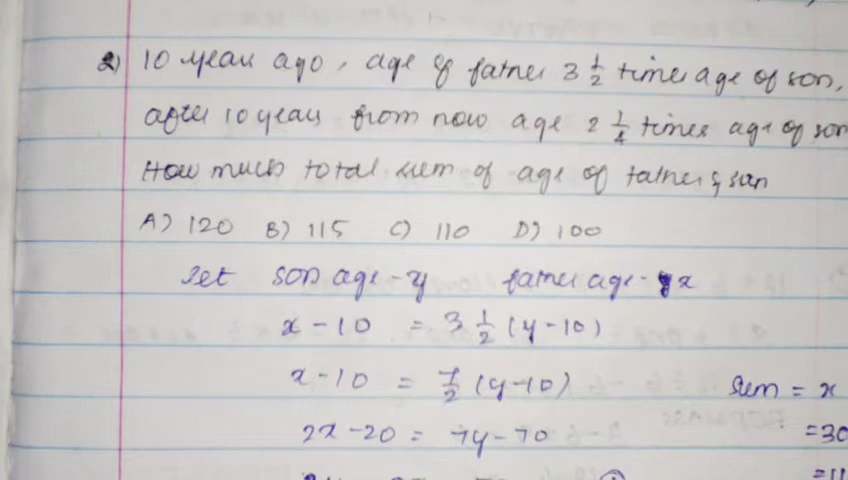 2) 10 year ago, age of father 3 1/2 time age of son,
after 10 years from now age 2 1/4 times age of son
How much total sum of age of father & son
A) 120 B) 115 C) 110 D) 100
Let son age - y father age - x
x - 10 = 3 1/2 (y - 10)
x - 10 = 7/2 (y - 10) sum = x
2x - 20 = 7y - 70 = 30
= 11